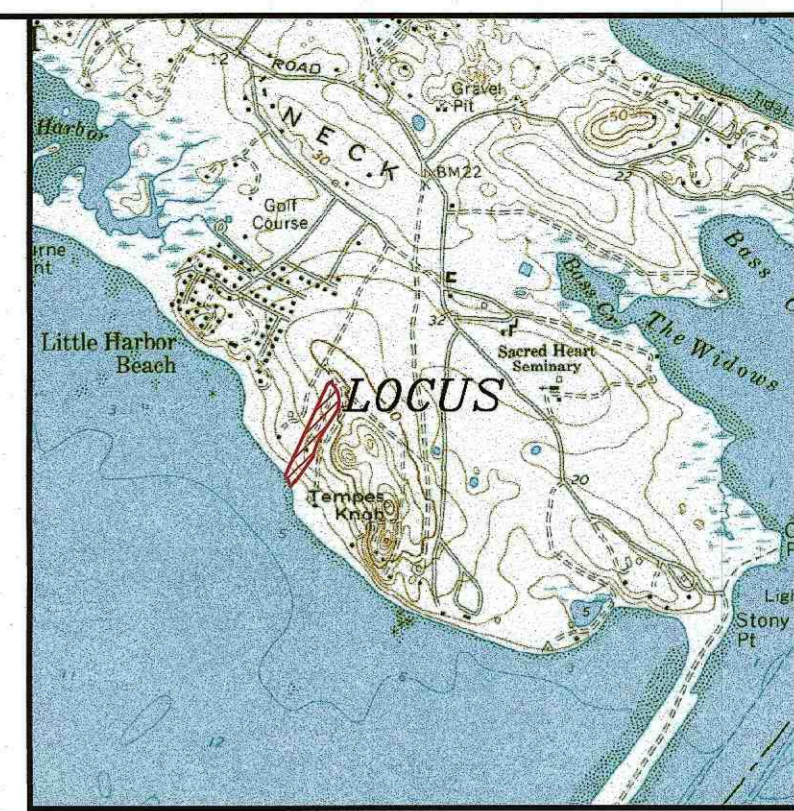 12
ROAD
Gravel
Pit
Harbor
NECK
30
50
BM22
22
Golf
Course
Bass
Little Harbor
Beach
32
Sacred Heart
Seminary
The Widows
LOCUS
3
Tempes
Knob
5
20
5
Stony
Pt
6
12